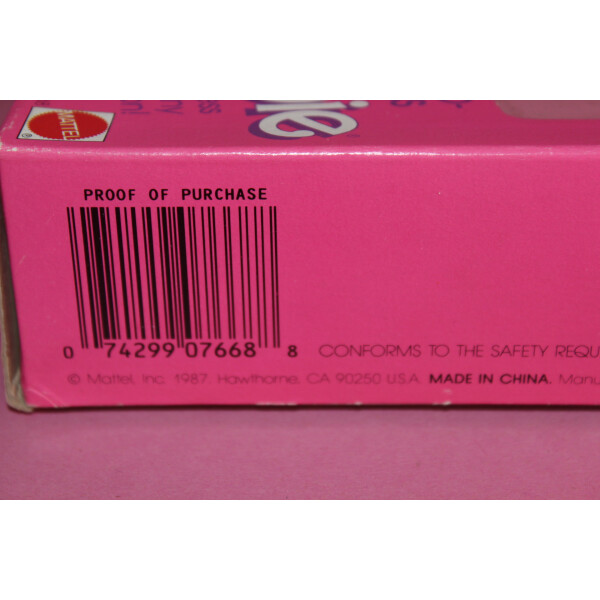 MATTEL
PROOF OF PURCHASE
0 74299 07668 8
CONFORMS TO THE SAFETY REQU
© Mattel, Inc. 1987. Hawthorne, CA 90250 U.S.A. MADE IN CHINA. Manu